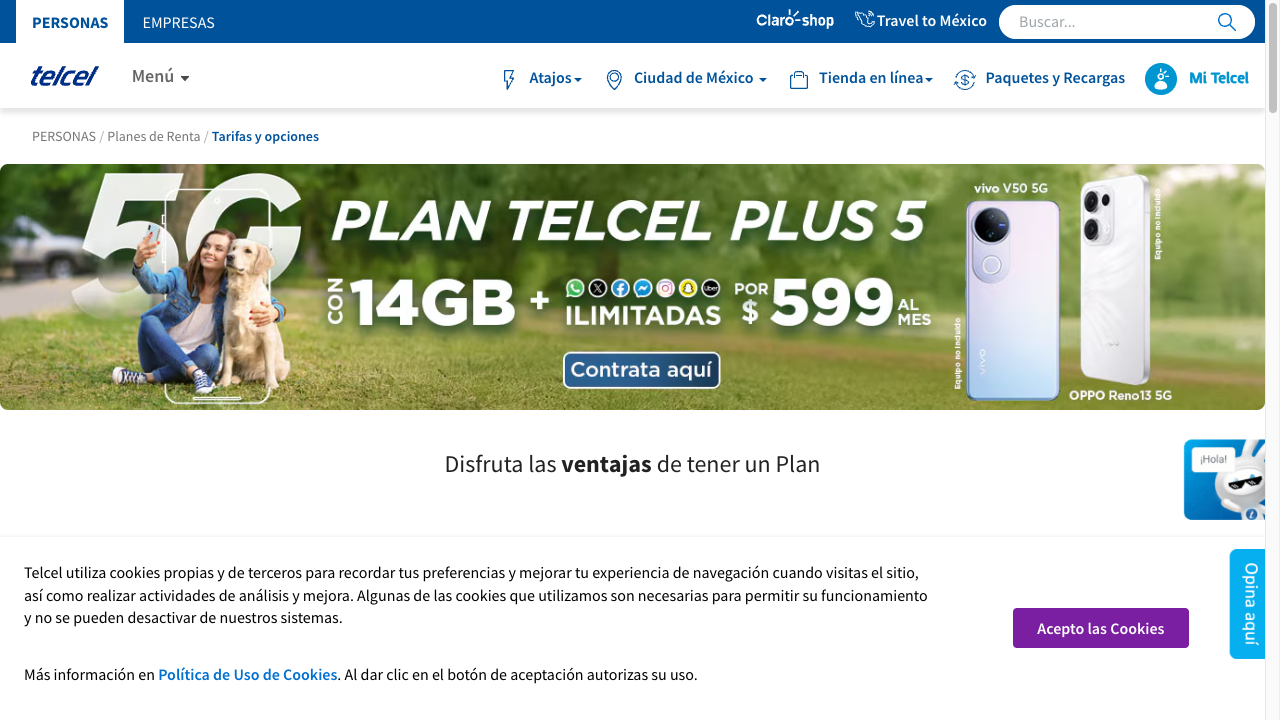 PERSONAS
EMPRESAS
Claro-shop
Travel to México
Buscar...
telcel
Menú
Atajos
Ciudad de México
Tienda en línea
Paquetes y Recargas
Mi Telcel
PERSONAS / Planes de Renta / Tarifas y opciones
5G
PLAN TELCEL PLUS 5
CON 14GB + ILIMITADAS POR $599 AL MES
Uber
Contrata aquí
vivo V50 5G
vivo
Equipo no incluido
Equipo no incluido
OPPO Reno13 5G
Disfruta las ventajas de tener un Plan
¡Hola!
Telcel utiliza cookies propias y de terceros para recordar tus preferencias y mejorar tu experiencia de navegación cuando visitas el sitio,
así como realizar actividades de análisis y mejora. Algunas de las cookies que utilizamos son necesarias para permitir su funcionamiento
y no se pueden desactivar de nuestros sistemas.
Acepto las Cookies
Opina aquí
Más información en Política de Uso de Cookies. Al dar clic en el botón de aceptación autorizas su uso.